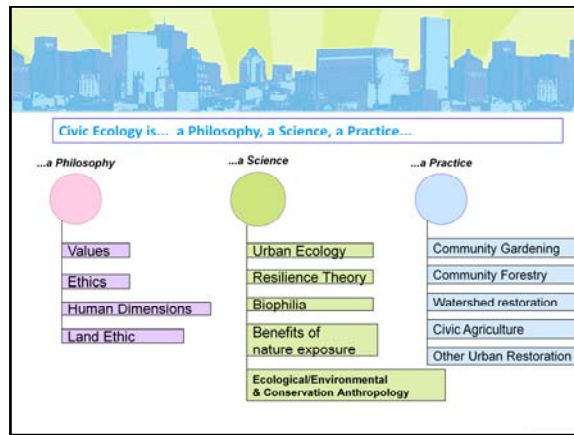 Civic Ecology is... a Philosophy, a Science, a Practice...
...a Philosophy
Values
Ethics
Human Dimensions
Land Ethic
...a Science
Urban Ecology
Resilience Theory
Biophilia
Benefits of
nature exposure
Ecological/Environmental
& Conservation Anthropology
...a Practice
Community Gardening
Community Forestry
Watershed restoration
Civic Agriculture
Other Urban Restoration